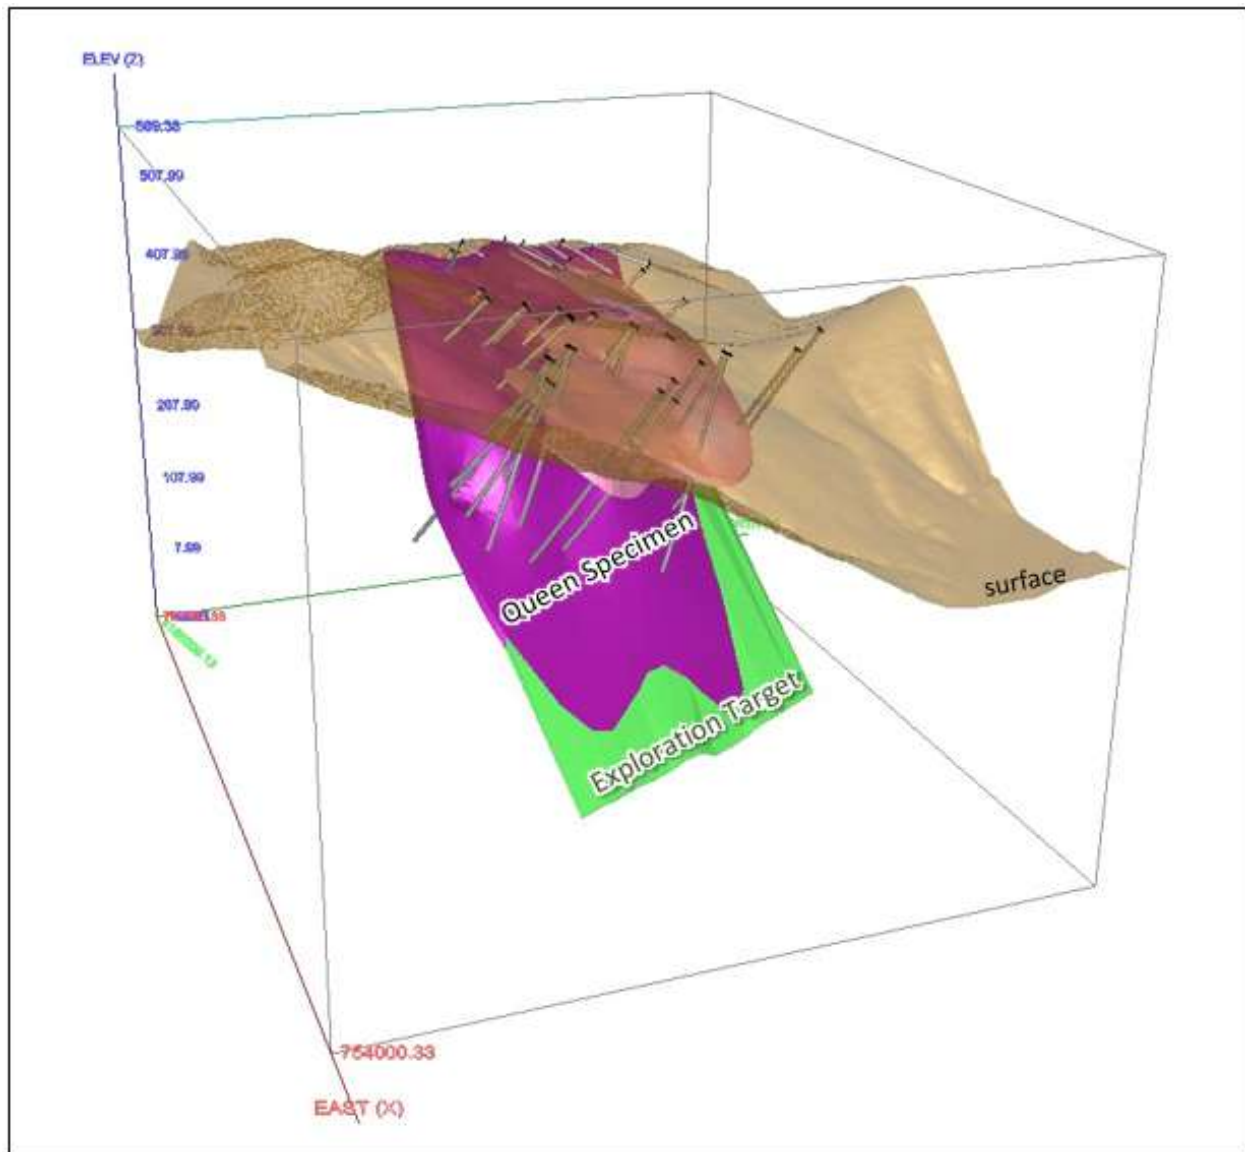 ELEV (Z)
507.99
207.99
107.99
7.99
Queen Specimen
surface
Exploration Target
754000.33
EAST (X)